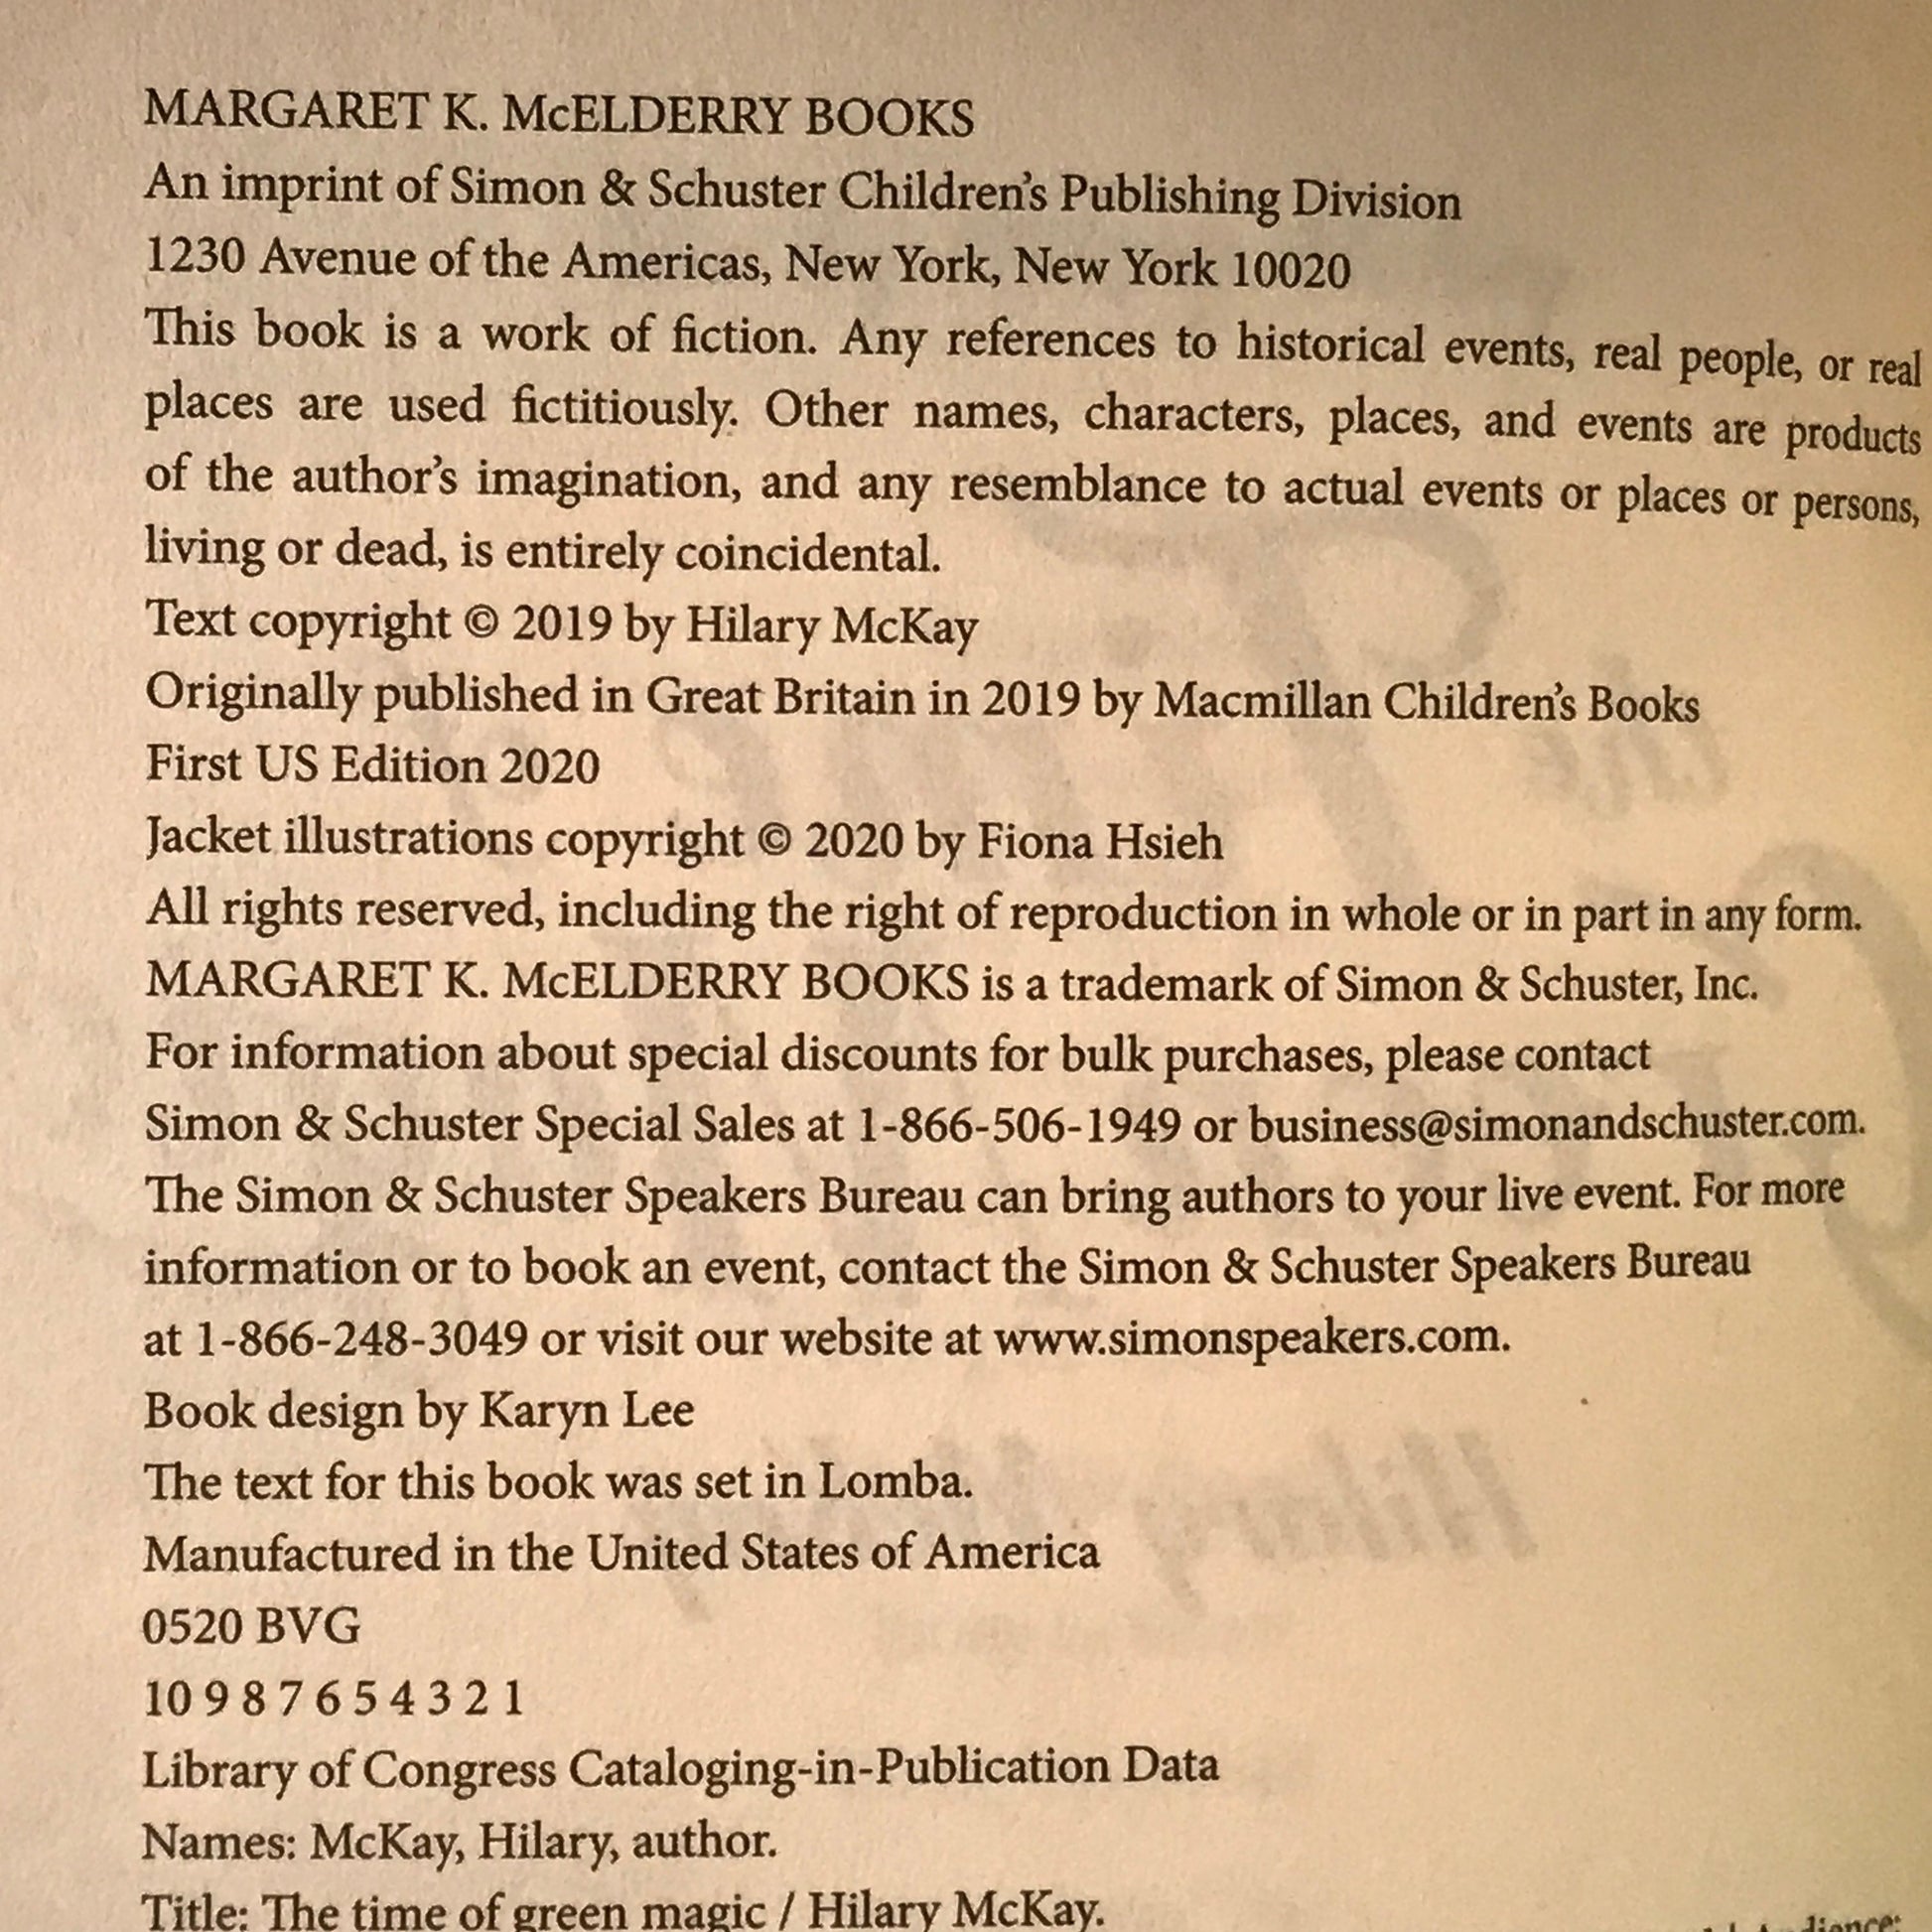 MARGARET K. McELDERRY BOOKS
An imprint of Simon & Schuster Children’s Publishing Division
1230 Avenue of the Americas, New York, New York 10020
This book is a work of fiction. Any references to historical events, real people, or real
places are used fictitiously. Other names, characters, places, and events are products
of the author’s imagination, and any resemblance to actual events or places or persons,
living or dead, is entirely coincidental.
Text copyright © 2019 by Hilary McKay
Originally published in Great Britain in 2019 by Macmillan Children’s Books
First US Edition 2020
Jacket illustrations copyright © 2020 by Fiona Hsieh
All rights reserved, including the right of reproduction in whole or in part in any form.
MARGARET K. McELDERRY BOOKS is a trademark of Simon & Schuster, Inc.
For information about special discounts for bulk purchases, please contact
Simon & Schuster Special Sales at 1-866-506-1949 or business@simonandschuster.com.
The Simon & Schuster Speakers Bureau can bring authors to your live event. For more
information or to book an event, contact the Simon & Schuster Speakers Bureau
at 1-866-248-3049 or visit our website at www.simonspeakers.com.
Book design by Karyn Lee
The text for this book was set in Lomba.
Manufactured in the United States of America
0520 BVG
10 9 8 7 6 5 4 3 2 1
Library of Congress Cataloging-in-Publication Data
Names: McKay, Hilary, author.
Title: The time of green magic / Hilary McKay.
Audience: